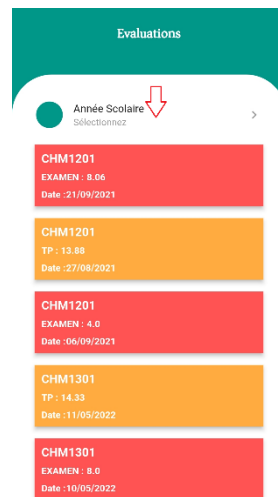 Evaluations
Année Scolaire
Sélectionnez
CHM1201
EXAMEN : 8.06
Date :21/09/2021
CHM1201
TP : 13.88
Date :27/08/2021
CHM1201
EXAMEN : 4.0
Date :06/09/2021
CHM1301
TP : 14.33
Date :11/05/2022
CHM1301
EXAMEN : 8.0
Date :10/05/2022